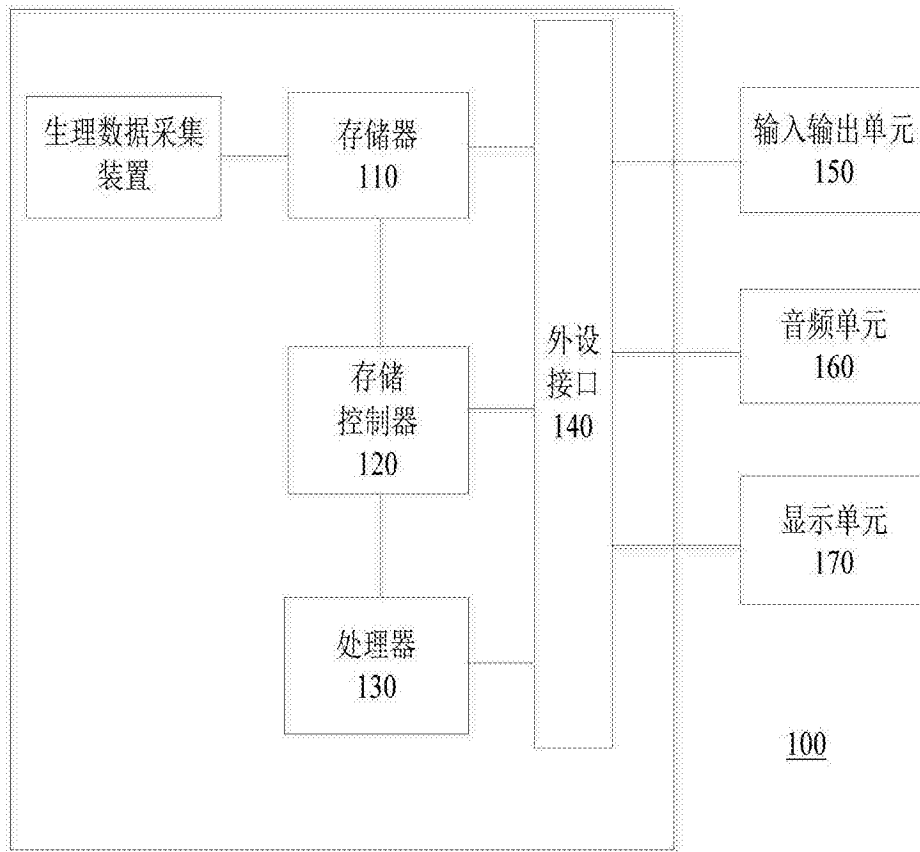 生理数据采集
装置
存储器
110
输入输出单元
150
音频单元
160
外设
接口
140
存储
控制器
120
显示单元
170
处理器
130
100